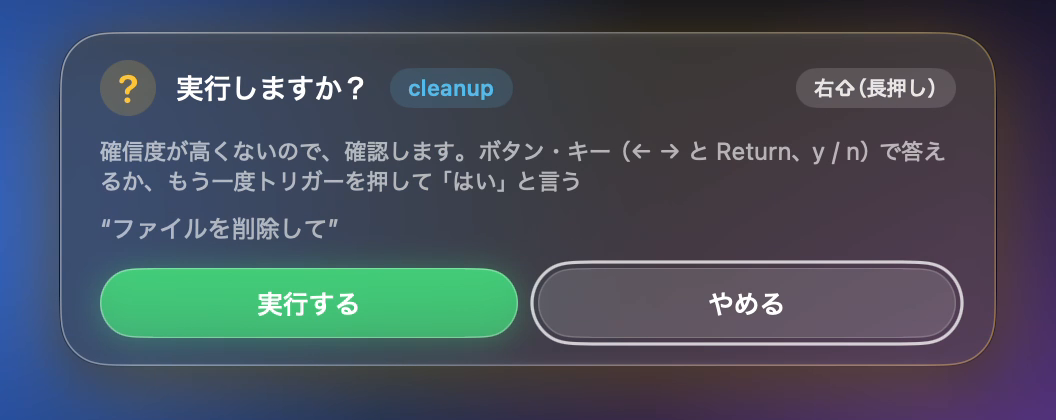 ?
実行しますか？ cleanup 右⇧(長押し)
確信度が高くないので、確認します。ボタン・キー（← → と Return、y / n）で答え
るか、もう一度トリガーを押して「はい」と言う
“ファイルを削除して”
実行する やめる